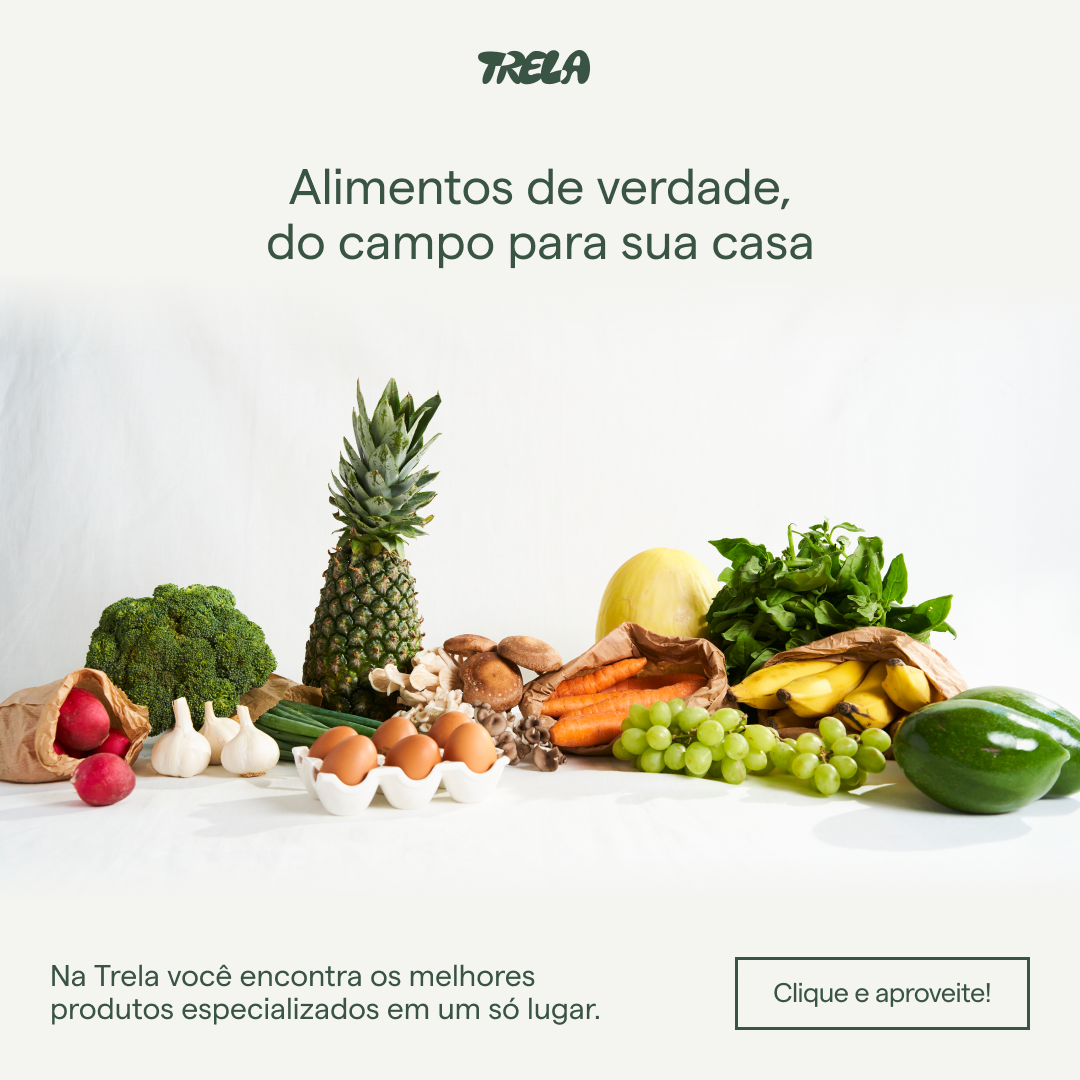 TRELA
Alimentos de verdade,
do campo para sua casa
Na Trela você encontra os melhores
produtos especializados em um só lugar.
Clique e aproveite!